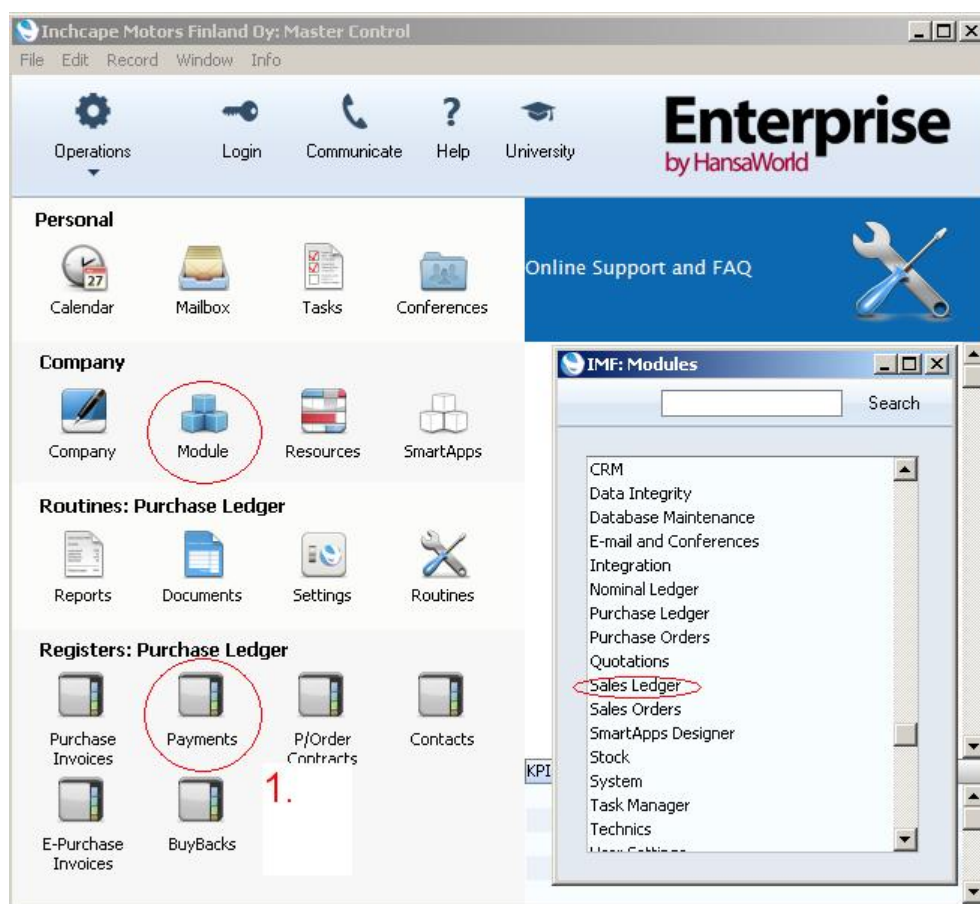 Inchcape Motors Finland Oy: Master Control
File Edit Record Window Info
Operations Login Communicate Help University
Enterprise
by HansaWorld
Personal
27
Calendar Mailbox Tasks Conferences
Online Support and FAQ
Company
Company Module Resources SmartApps
IMF: Modules
Search
CRM
Data Integrity
Database Maintenance
E-mail and Conferences
Integration
Nominal Ledger
Purchase Ledger
Purchase Orders
Quotations
Sales Ledger
Sales Orders
SmartApps Designer
Stock
System
Task Manager
Technics
User Settings
Routines: Purchase Ledger
Reports Documents Settings Routines
Registers: Purchase Ledger
Purchase
Invoices
Payments
P/Order
Contracts
Contacts
1.
KPI
E-Purchase
Invoices
BuyBacks